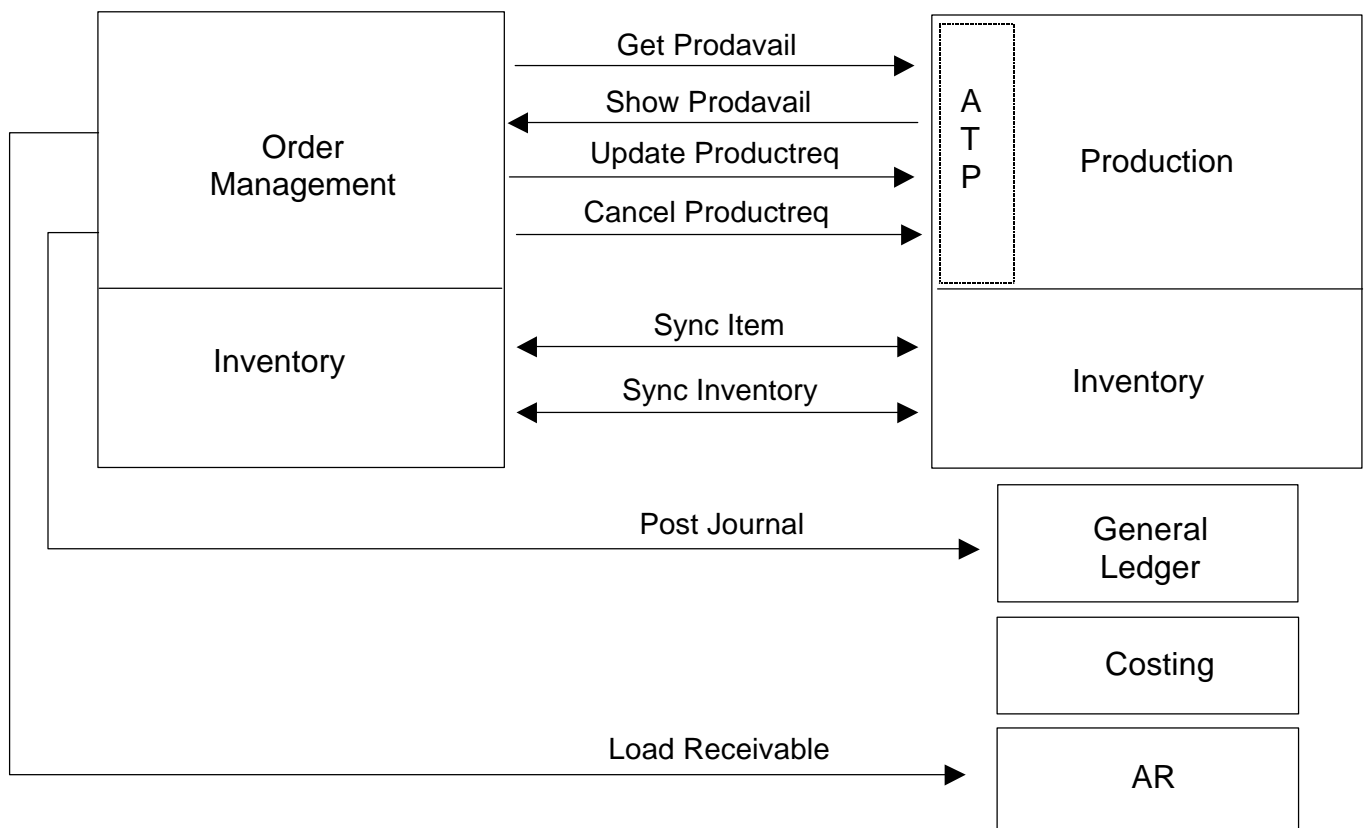 Get Prodavail
Show Prodavail
Update Productreq
Cancel Productreq
Order
Management
A
T
P
Production
Sync Item
Sync Inventory
Inventory
Inventory
Post Journal
General
Ledger
Costing
Load Receivable
AR